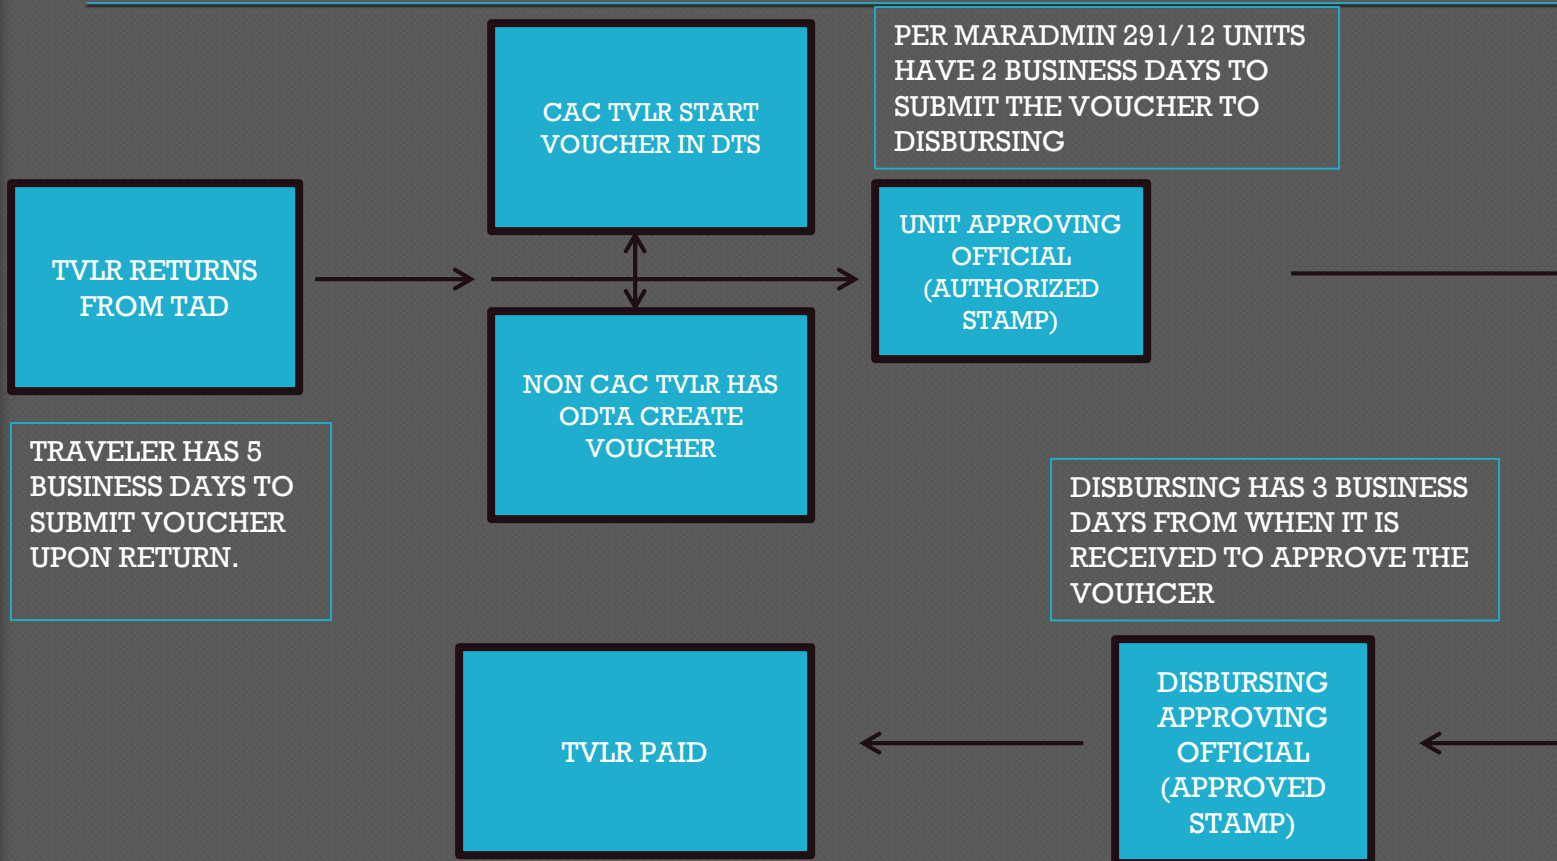 PER MARADMIN 291/12 UNITS
HAVE 2 BUSINESS DAYS TO
SUBMIT THE VOUCHER TO
DISBURSING
CAC TVLR START
VOUCHER IN DTS
TVLR RETURNS
FROM TAD
UNIT APPROVING
OFFICIAL
(AUTHORIZED
STAMP)
NON CAC TVLR HAS
ODTA CREATE
VOUCHER
TRAVELER HAS 5
BUSINESS DAYS TO
SUBMIT VOUCHER
UPON RETURN.
DISBURSING HAS 3 BUSINESS
DAYS FROM WHEN IT IS
RECEIVED TO APPROVE THE
VOUHCER
TVLR PAID
DISBURSING
APPROVING
OFFICIAL
(APPROVED
STAMP)